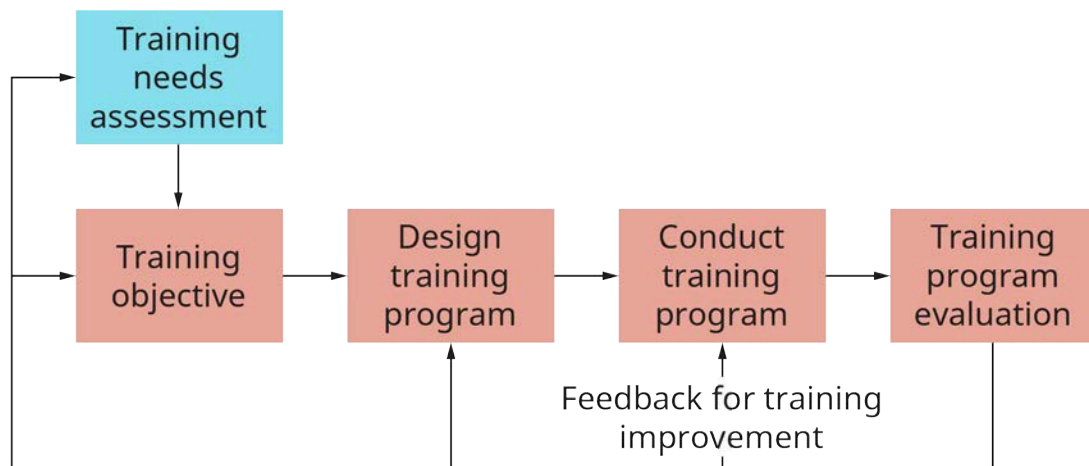 Training
needs
assessment
Training
objective
Design
training
program
Conduct
training
program
Training
program
evaluation
Feedback for training
improvement